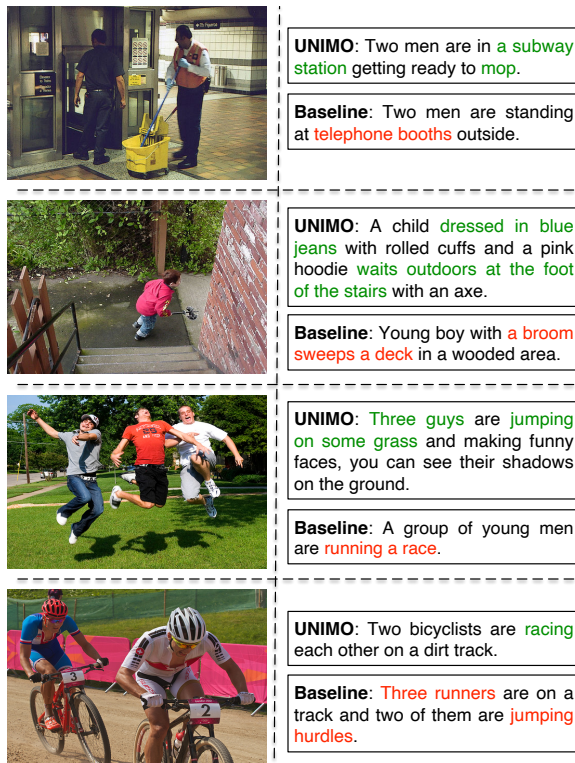 UNIMO: Two men are in a subway
station getting ready to mop.
Baseline: Two men are standing
at telephone booths outside.
UNIMO: A child dressed in blue
jeans with rolled cuffs and a pink
hoodie waits outdoors at the foot
of the stairs with an axe.
Baseline: Young boy with a broom
sweeps a deck in a wooded area.
UNIMO: Three guys are jumping
on some grass and making funny
faces, you can see their shadows
on the ground.
Baseline: A group of young men
are running a race.
3
2
UNIMO: Two bicyclists are racing
each other on a dirt track.
Baseline: Three runners are on a
track and two of them are jumping
hurdles.